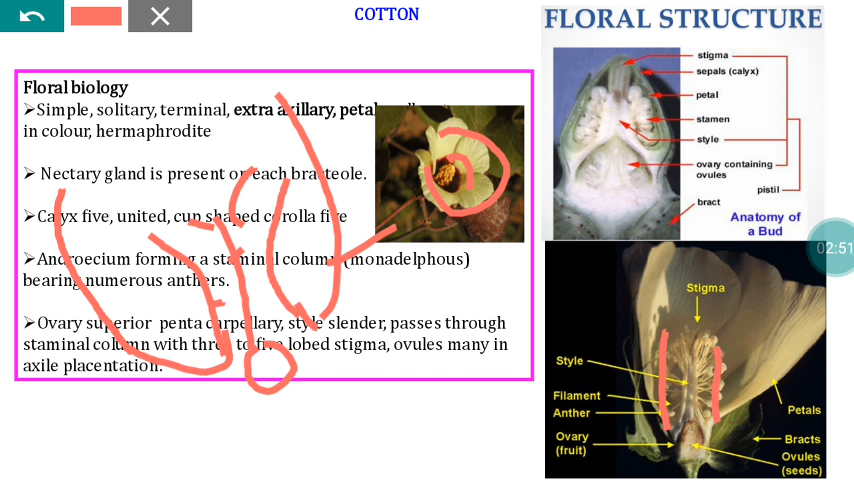 COTTON
FLORAL STRUCTURE
Floral biology
➢Simple, solitary, terminal, extra axillary, petal
in colour, hermaphrodite
➢ Nectary gland is present on each bracteole.
➢Calyx five, united, cup shaped corolla five
➢Androecium forming a staminal column (monadelphous)
bearing numerous anthers.
➢Ovary superior penta carpellary, style slender, passes through
staminal column with three to five lobed stigma, ovules many in
axile placentation.
stigma
sepals (calyx)
petal
stamen
style
ovary containing
ovules
pistil
bract
Anatomy of
a Bud
02:51
Stigma
Style
Filament
Anther
Ovary
(fruit)
Petals
Bracts
Ovules
(seeds)